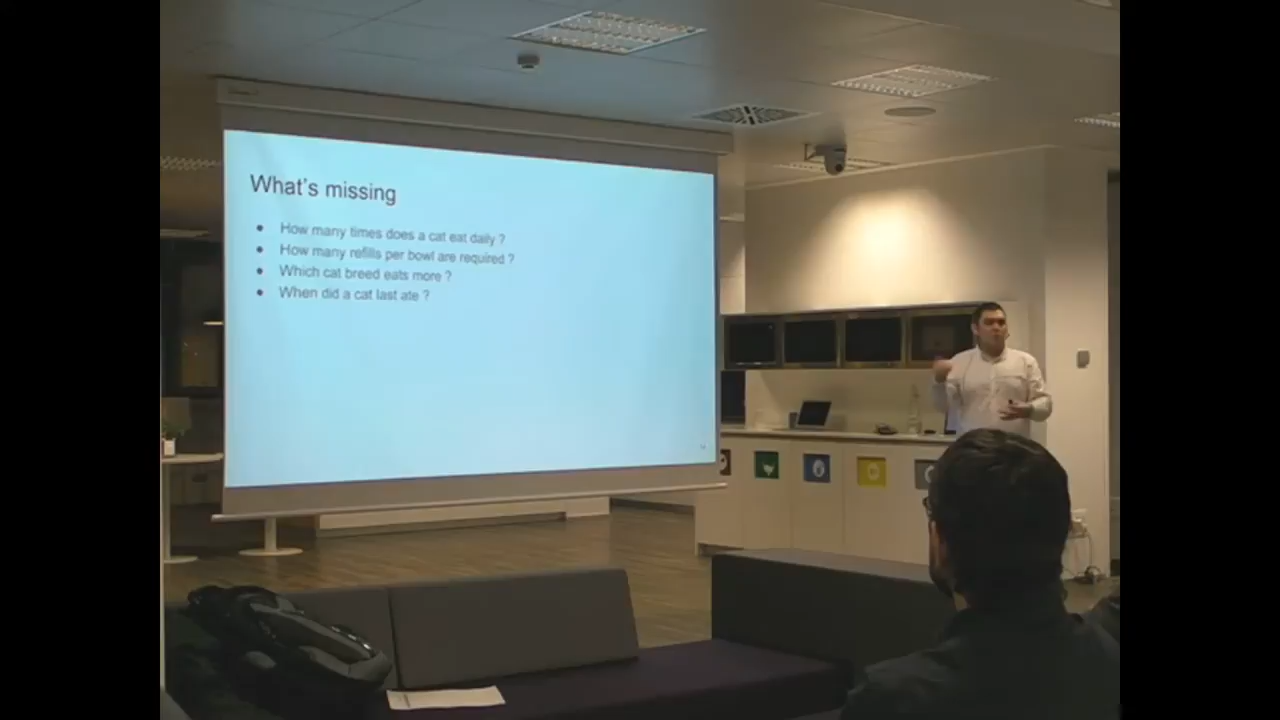 What's missing
● How many times does a cat eat daily ?
● How many refills per bowl are required ?
● Which cat breed eats more ?
● When did a cat last ate ?